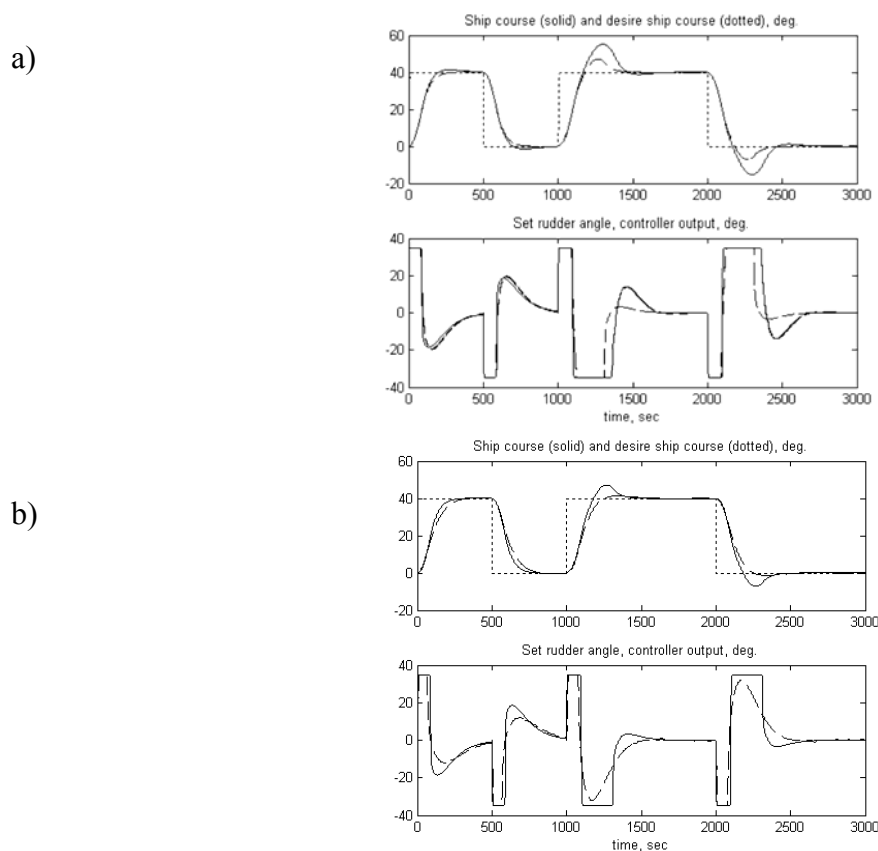 a)
Ship course (solid) and desire ship course (dotted), deg.
60
40
20
0
-20
0 500 1000 1500 2000 2500 3000
Set rudder angle, controller output, deg.
40
20
0
-20
-40
0 500 1000 1500 2000 2500 3000
time, sec
b)
Ship course (solid) and desire ship course (dotted), deg.
60
40
20
0
-20
0 500 1000 1500 2000 2500 3000
Set rudder angle, controller output, deg.
40
20
0
-20
-40
0 500 1000 1500 2000 2500 3000
time, sec